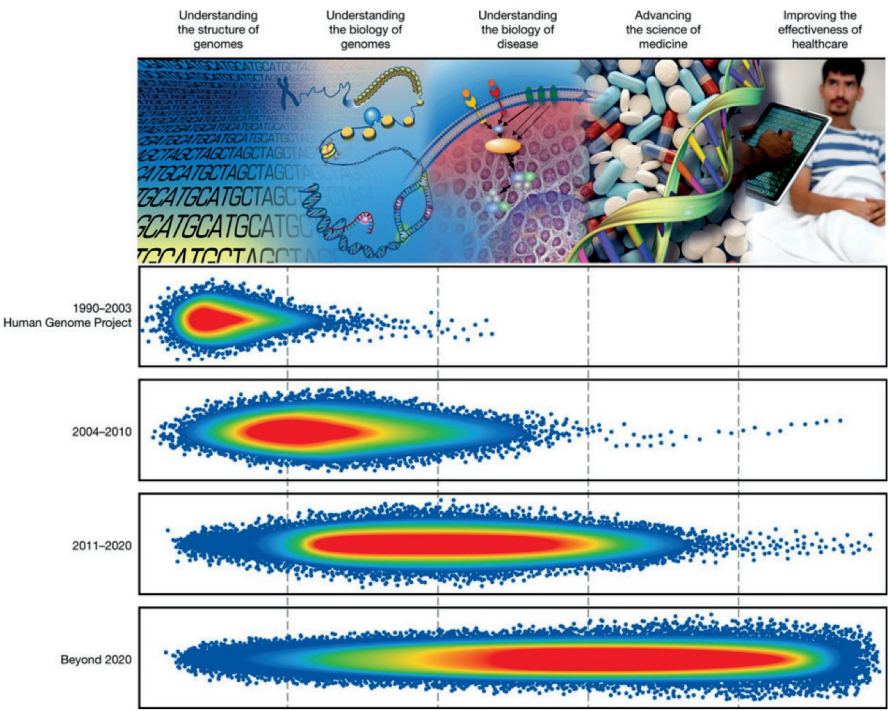 Understanding
the structure of
genomes
Understanding
the biology of
genomes
Understanding
the biology of
disease
Advancing
the science of
medicine
Improving the
effectiveness of
healthcare
1990–2003
Human Genome Project
2004–2010
2011–2020
Beyond 2020